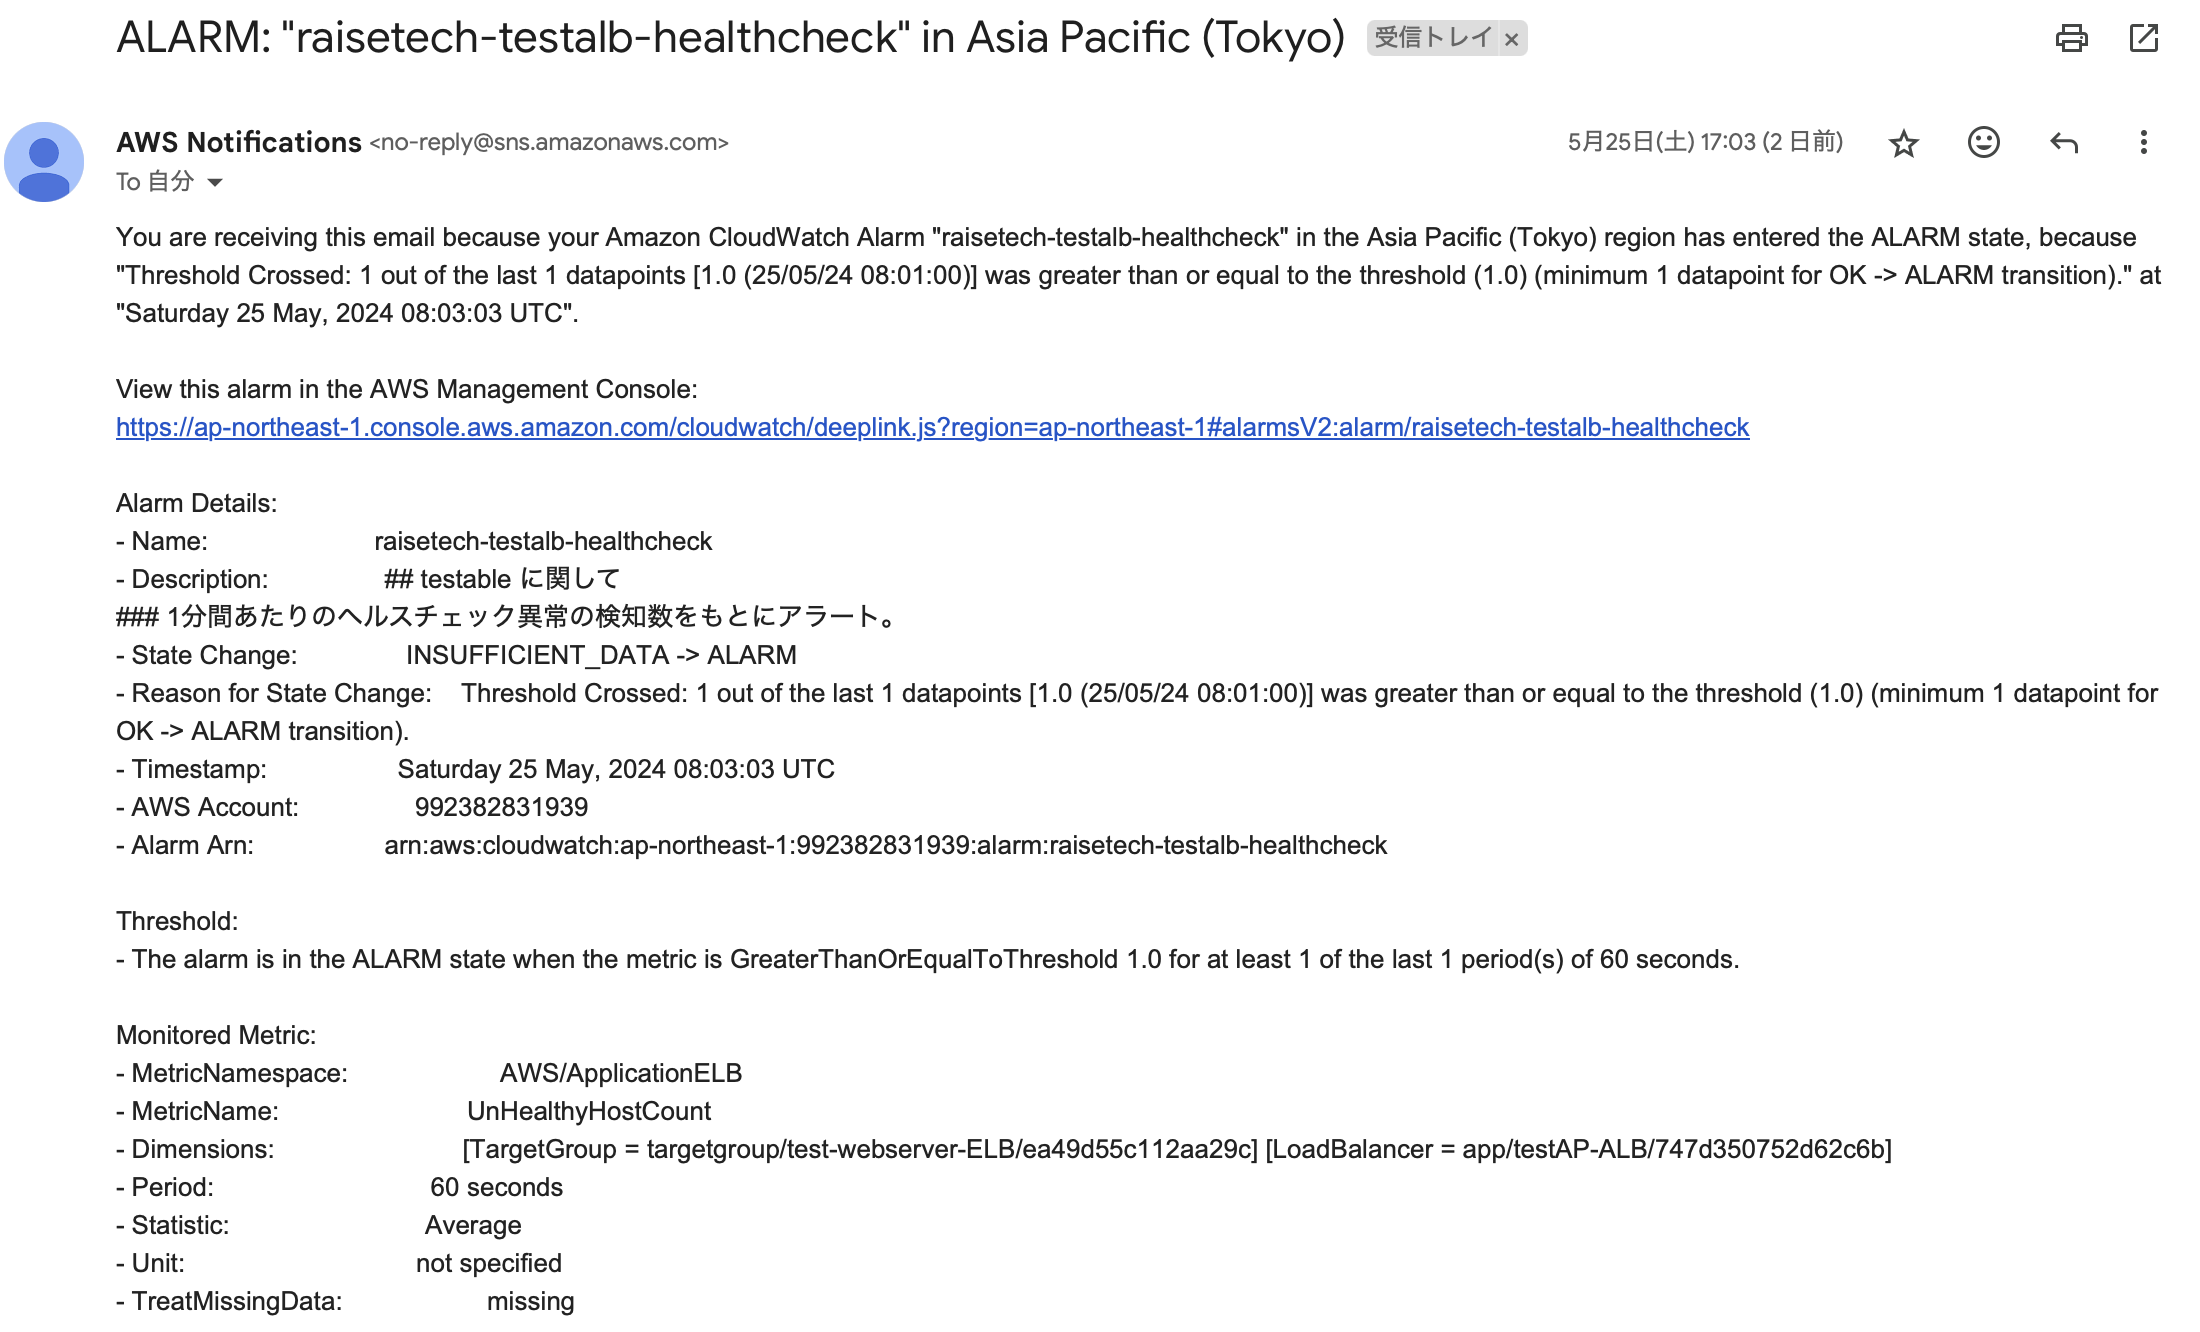 ALARM: "raisetech-testalb-healthcheck" in Asia Pacific (Tokyo) 受信トレイ ×
AWS Notifications <no-reply@sns.amazonaws.com> 5月25日(土) 17:03 (2 日前)
To 自分
You are receiving this email because your Amazon CloudWatch Alarm "raisetech-testalb-healthcheck" in the Asia Pacific (Tokyo) region has entered the ALARM state, because
"Threshold Crossed: 1 out of the last 1 datapoints [1.0 (25/05/24 08:01:00)] was greater than or equal to the threshold (1.0) (minimum 1 datapoint for OK -> ALARM transition)." at
"Saturday 25 May, 2024 08:03:03 UTC".
View this alarm in the AWS Management Console:
https://ap-northeast-1.console.aws.amazon.com/cloudwatch/deeplink.js?region=ap-northeast-1#alarmsV2:alarm/raisetech-testalb-healthcheck
Alarm Details:
- Name: raisetech-testalb-healthcheck
- Description: ## testable に関して
### 1分間あたりのヘルスチェック異常の検知数をもとにアラート。
- State Change: INSUFFICIENT_DATA -> ALARM
- Reason for State Change: Threshold Crossed: 1 out of the last 1 datapoints [1.0 (25/05/24 08:01:00)] was greater than or equal to the threshold (1.0) (minimum 1 datapoint for
OK -> ALARM transition).
- Timestamp: Saturday 25 May, 2024 08:03:03 UTC
- AWS Account: 992382831939
- Alarm Arn: arn:aws:cloudwatch:ap-northeast-1:992382831939:alarm:raisetech-testalb-healthcheck
Threshold:
- The alarm is in the ALARM state when the metric is GreaterThanOrEqualToThreshold 1.0 for at least 1 of the last 1 period(s) of 60 seconds.
Monitored Metric:
- MetricNamespace: AWS/ApplicationELB
- MetricName: UnHealthyHostCount
- Dimensions: [TargetGroup = targetgroup/test-webserver-ELB/ea49d55c112aa29c] [LoadBalancer = app/testAP-ALB/747d350752d62c6b]
- Period: 60 seconds
- Statistic: Average
- Unit: not specified
- TreatMissingData: missing